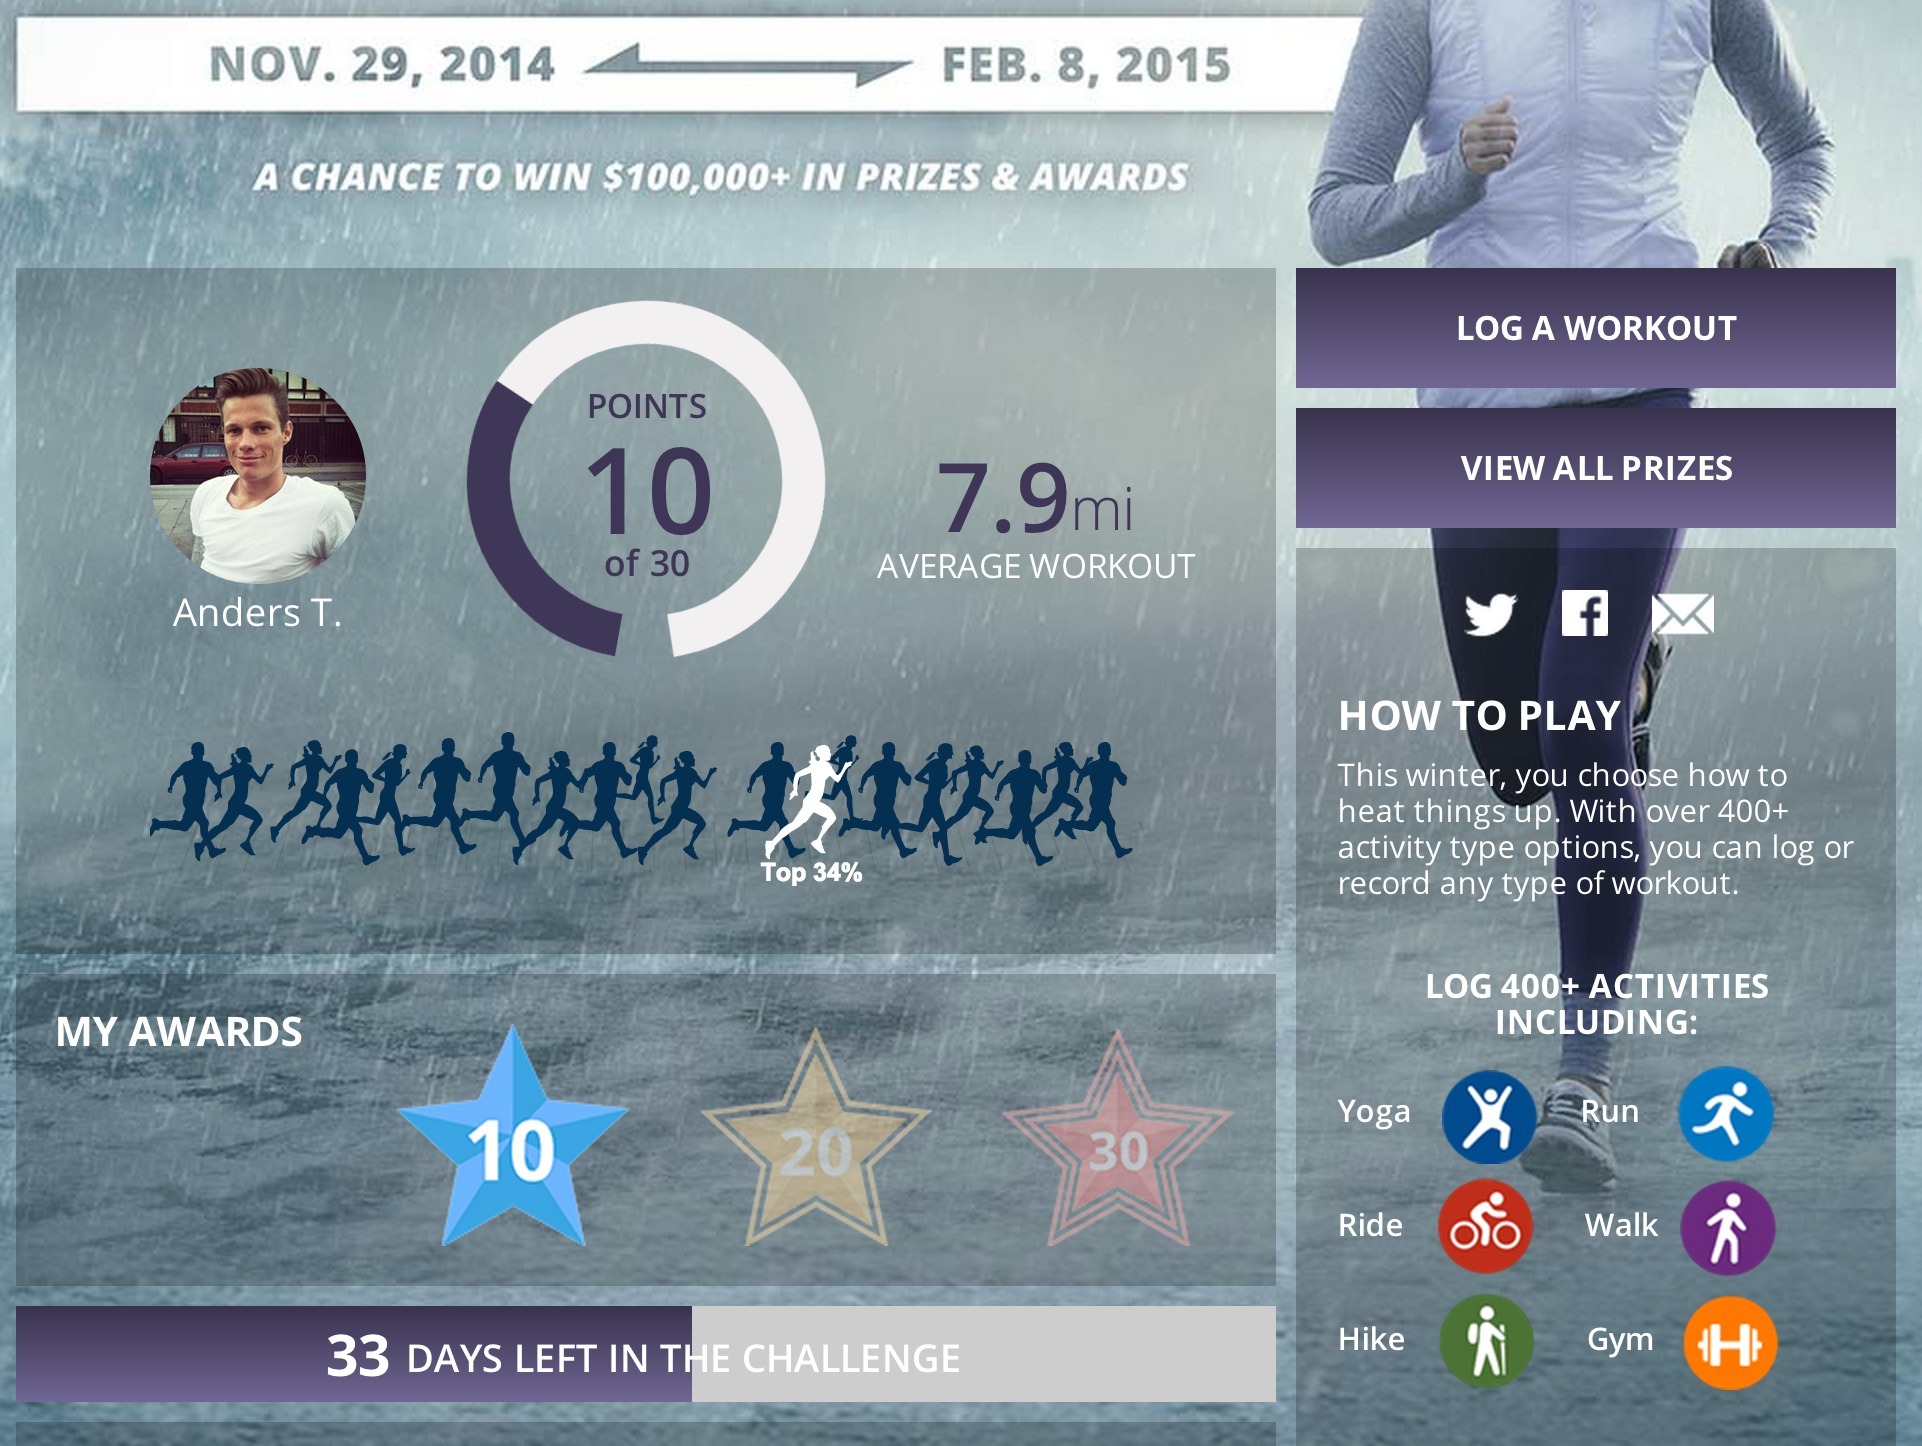 NOV. 29, 2014 FEB. 8, 2015
A CHANCE TO WIN $100,000+ IN PRIZES & AWARDS
POINTS
10
of 30
Anders T.
7.9mi
AVERAGE WORKOUT
Top 34%
MY AWARDS
10 20 30
33 DAYS LEFT IN THE CHALLENGE
LOG A WORKOUT
VIEW ALL PRIZES
HOW TO PLAY
This winter, you choose how to
heat things up. With over 400+
activity type options, you can log or
record any type of workout.
LOG 400+ ACTIVITIES
INCLUDING:
Yoga Run
Ride Walk
Hike Gym